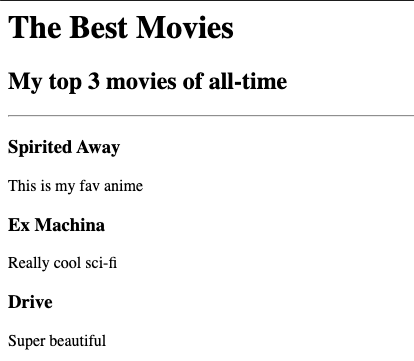 The Best Movies
My top 3 movies of all-time
Spirited Away
This is my fav anime
Ex Machina
Really cool sci-fi
Drive
Super beautiful